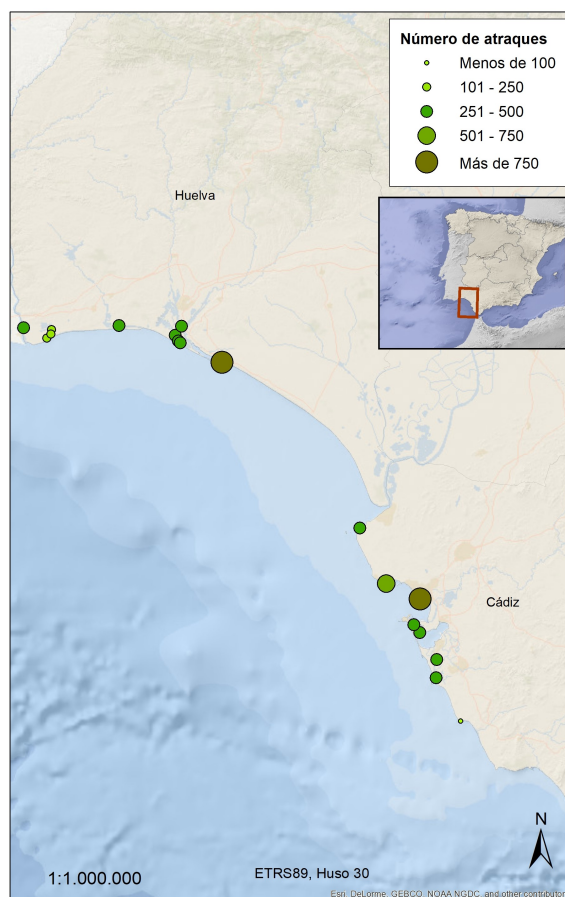 Número de atraques
Menos de 100
101 - 250
251 - 500
501 - 750
Más de 750
Huelva
Cádiz
N
1:1.000.000
ETRS89, Huso 30
Esri, DeLorme, GEBCO, NOAA NGDC, and other contributor